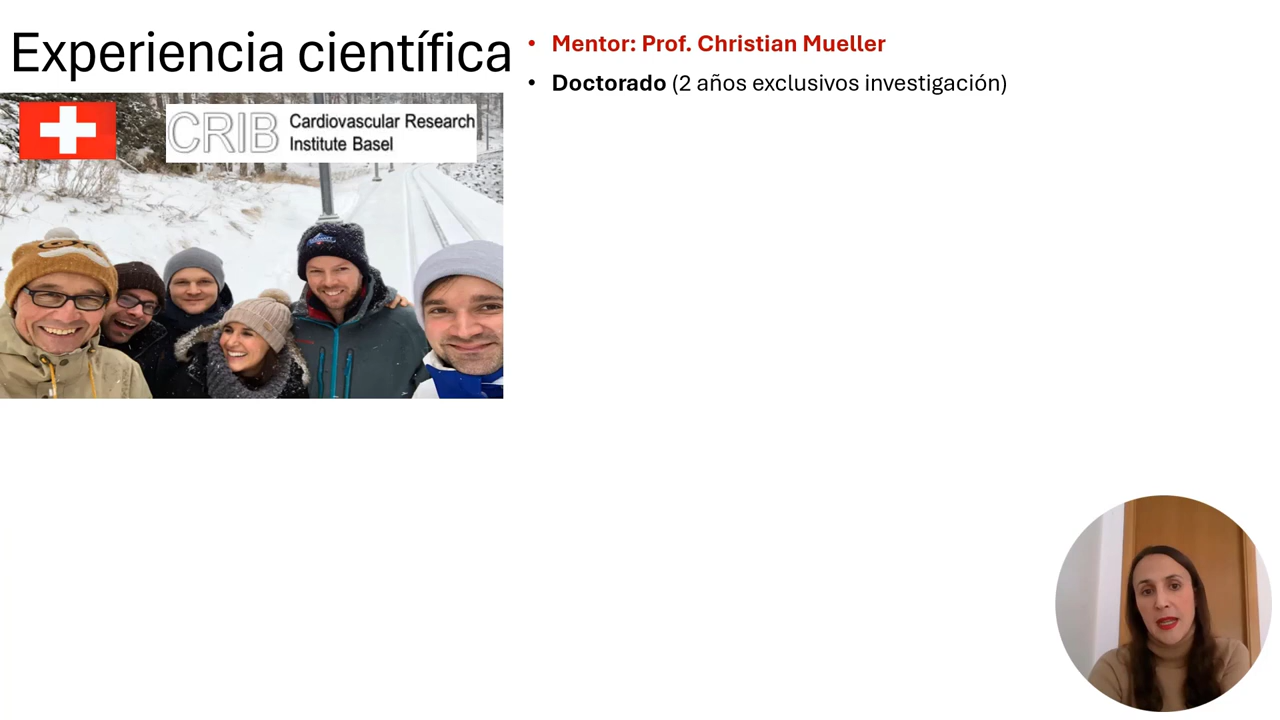 Experiencia científica
• Mentor: Prof. Christian Mueller
• Doctorado (2 años exclusivos investigación)
CRIB Cardiovascular Research
Institute Basel